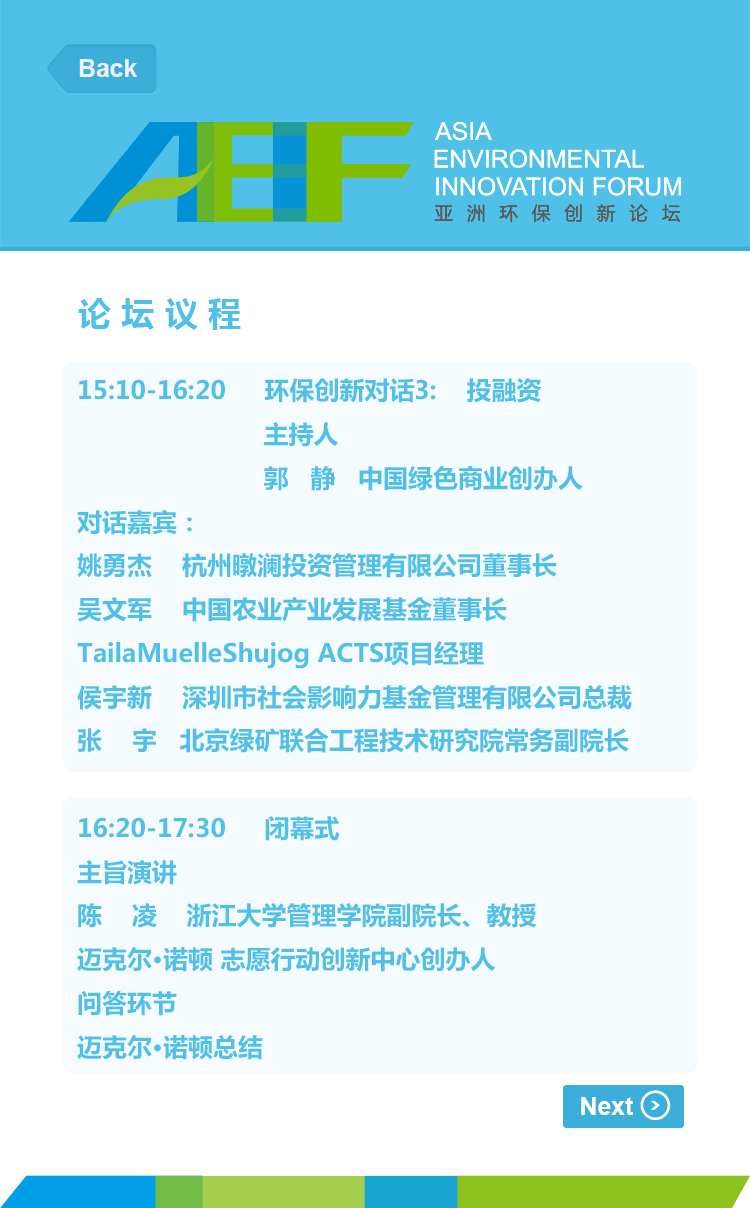 Back
AEF
ASIA
ENVIRONMENTAL
INNOVATION FORUM
亚洲环保创新论坛
论坛议程
15:10-16:20 环保创新对话3: 投融资
主持人
郭 静 中国绿色商业创办人
对话嘉宾：
姚勇杰 杭州暾澜投资管理有限公司董事长
吴文军 中国农业产业发展基金董事长
TailaMuelleShujog ACTS项目经理
侯宇新 深圳市社会影响力基金管理有限公司总裁
张 宇 北京绿矿联合工程技术研究院常务副院长
16:20-17:30 闭幕式
主旨演讲
陈 凌 浙江大学管理学院副院长、教授
迈克尔·诺顿 志愿行动创新中心创办人
问答环节
迈克尔·诺顿总结
Next